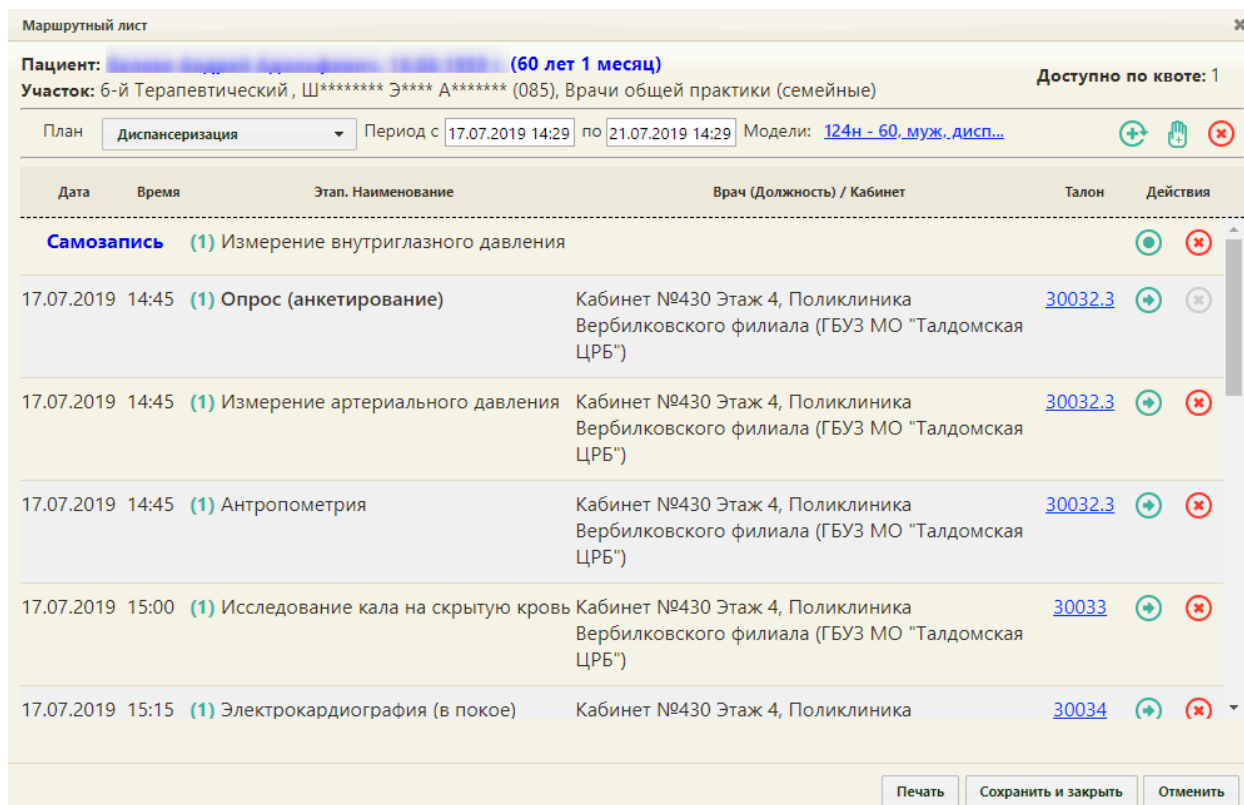 Маршрутный лист
Пациент: (60 лет 1 месяц)
Доступно по квоте: 1
Участок: 6-й Терапевтический , Ш******** Э**** А******* (085), Врачи общей практики (семейные)
План Диспансеризация Период с 17.07.2019 14:29 по 21.07.2019 14:29 Модели: 124н - 60, муж, дисп...
Дата Время Этап. Наименование Врач (Должность) / Кабинет Талон Действия
Самозапись (1) Измерение внутриглазного давления
17.07.2019 14:45 (1) Опрос (анкетирование) Кабинет №430 Этаж 4, Поликлиника 30032.3
Вербилковского филиала (ГБУЗ МО "Талдомская
ЦРБ")
17.07.2019 14:45 (1) Измерение артериального давления Кабинет №430 Этаж 4, Поликлиника 30032.3
Вербилковского филиала (ГБУЗ МО "Талдомская
ЦРБ")
17.07.2019 14:45 (1) Антропометрия Кабинет №430 Этаж 4, Поликлиника 30032.3
Вербилковского филиала (ГБУЗ МО "Талдомская
ЦРБ")
17.07.2019 15:00 (1) Исследование кала на скрытую кровь Кабинет №430 Этаж 4, Поликлиника 30033
Вербилковского филиала (ГБУЗ МО "Талдомская
ЦРБ")
17.07.2019 15:15 (1) Электрокардиография (в покое) Кабинет №430 Этаж 4, Поликлиника 30034
Печать Сохранить и закрыть Отменить